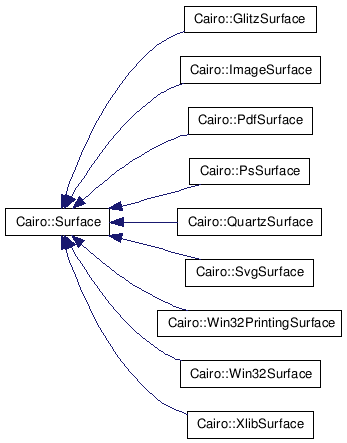 Cairo::GlitzSurface
Cairo::ImageSurface
Cairo::PdfSurface
Cairo::PsSurface
Cairo::Surface
Cairo::QuartzSurface
Cairo::SvgSurface
Cairo::Win32PrintingSurface
Cairo::Win32Surface
Cairo::XlibSurface